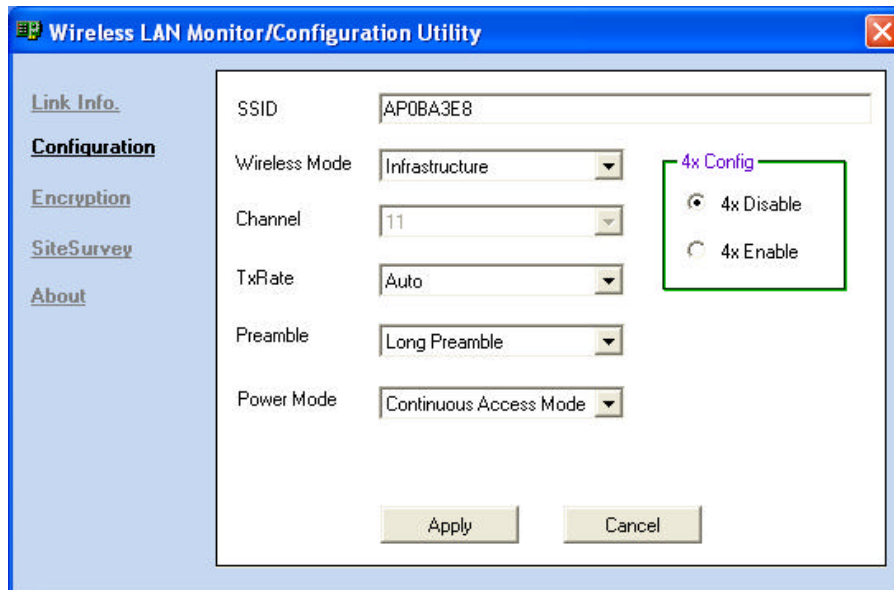 Wireless LAN Monitor/Configuration Utility
Link Info.
Configuration
Encryption
SiteSurvey
About
SSID AP0BA3E8
Wireless Mode Infrastructure
Channel 11
TxRate Auto
Preamble Long Preamble
Power Mode Continuous Access Mode
4x Config
4x Disable
4x Enable
Apply Cancel